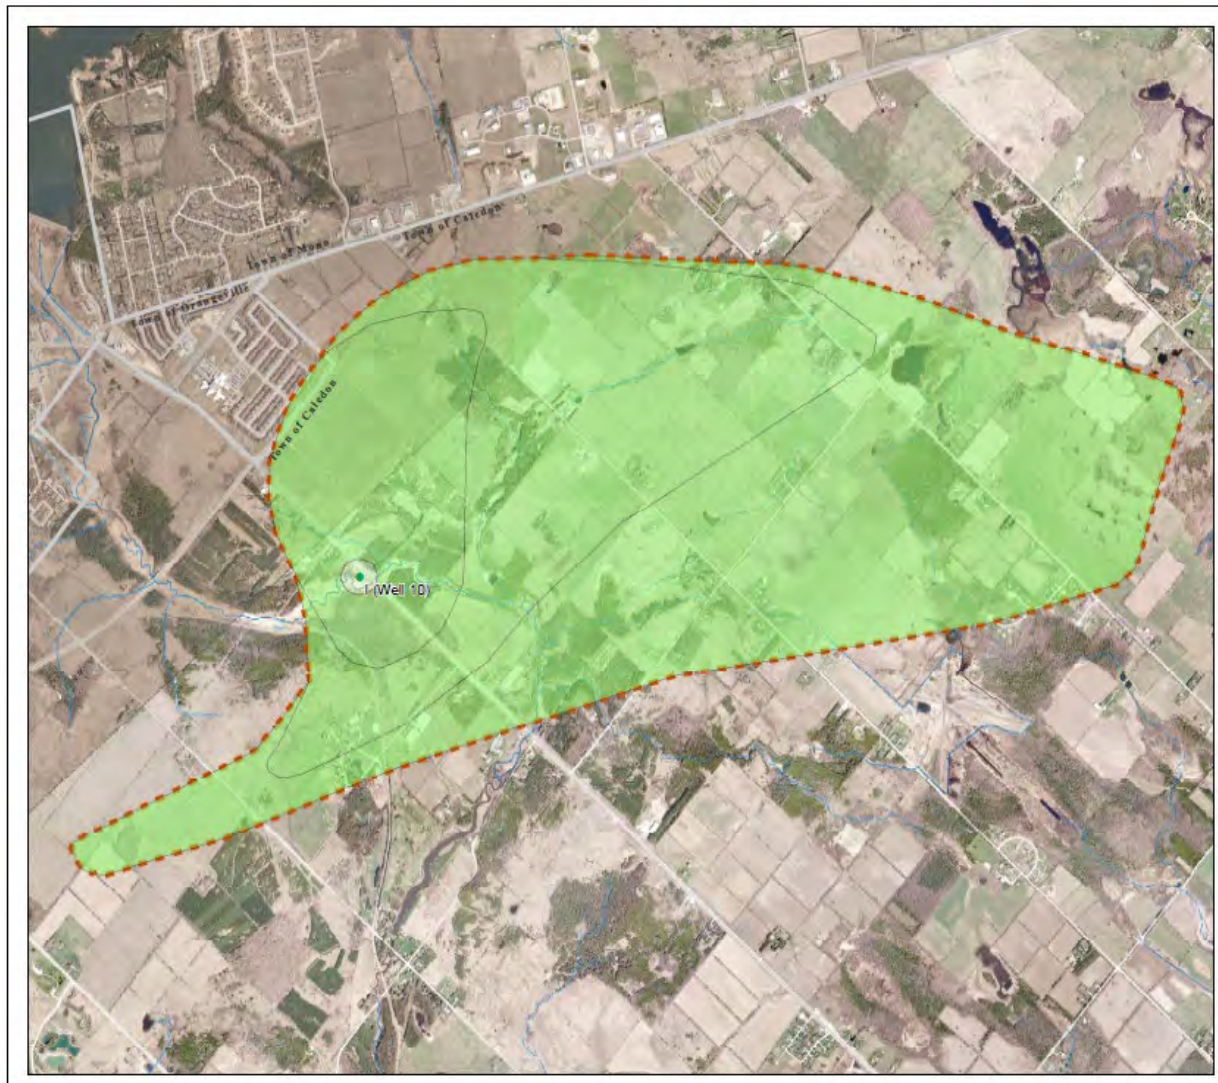 Town of Mono
Town of Caledon
Town of Orangeville
Town of Caledon
(Well 10)